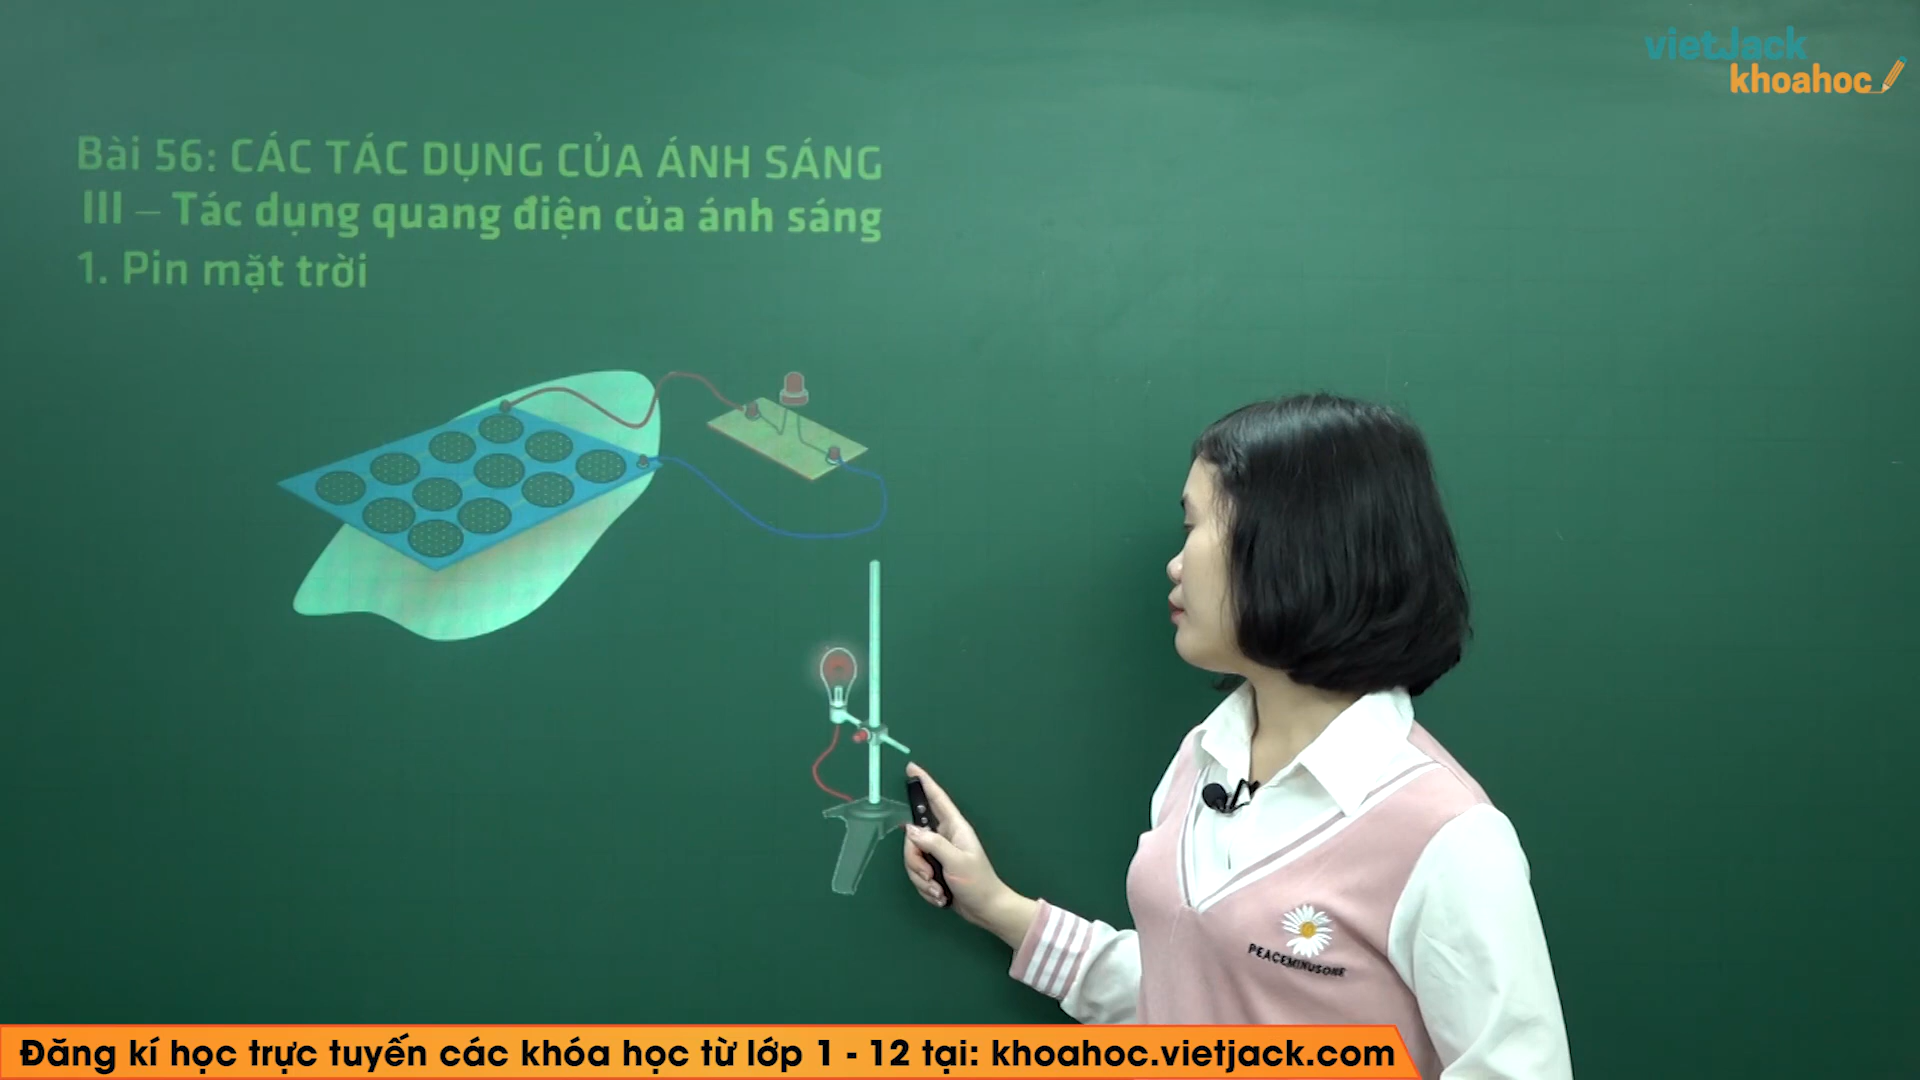 vietJack
khoahoc
Bài 56: CÁC TÁC DỤNG CỦA ÁNH SÁNG
III – Tác dụng quang điện của ánh sáng
1. Pin mặt trời
PEACEMINUSONE
Đăng kí học trực tuyến các khóa học từ lớp 1 - 12 tại: khoahoc.vietjack.com